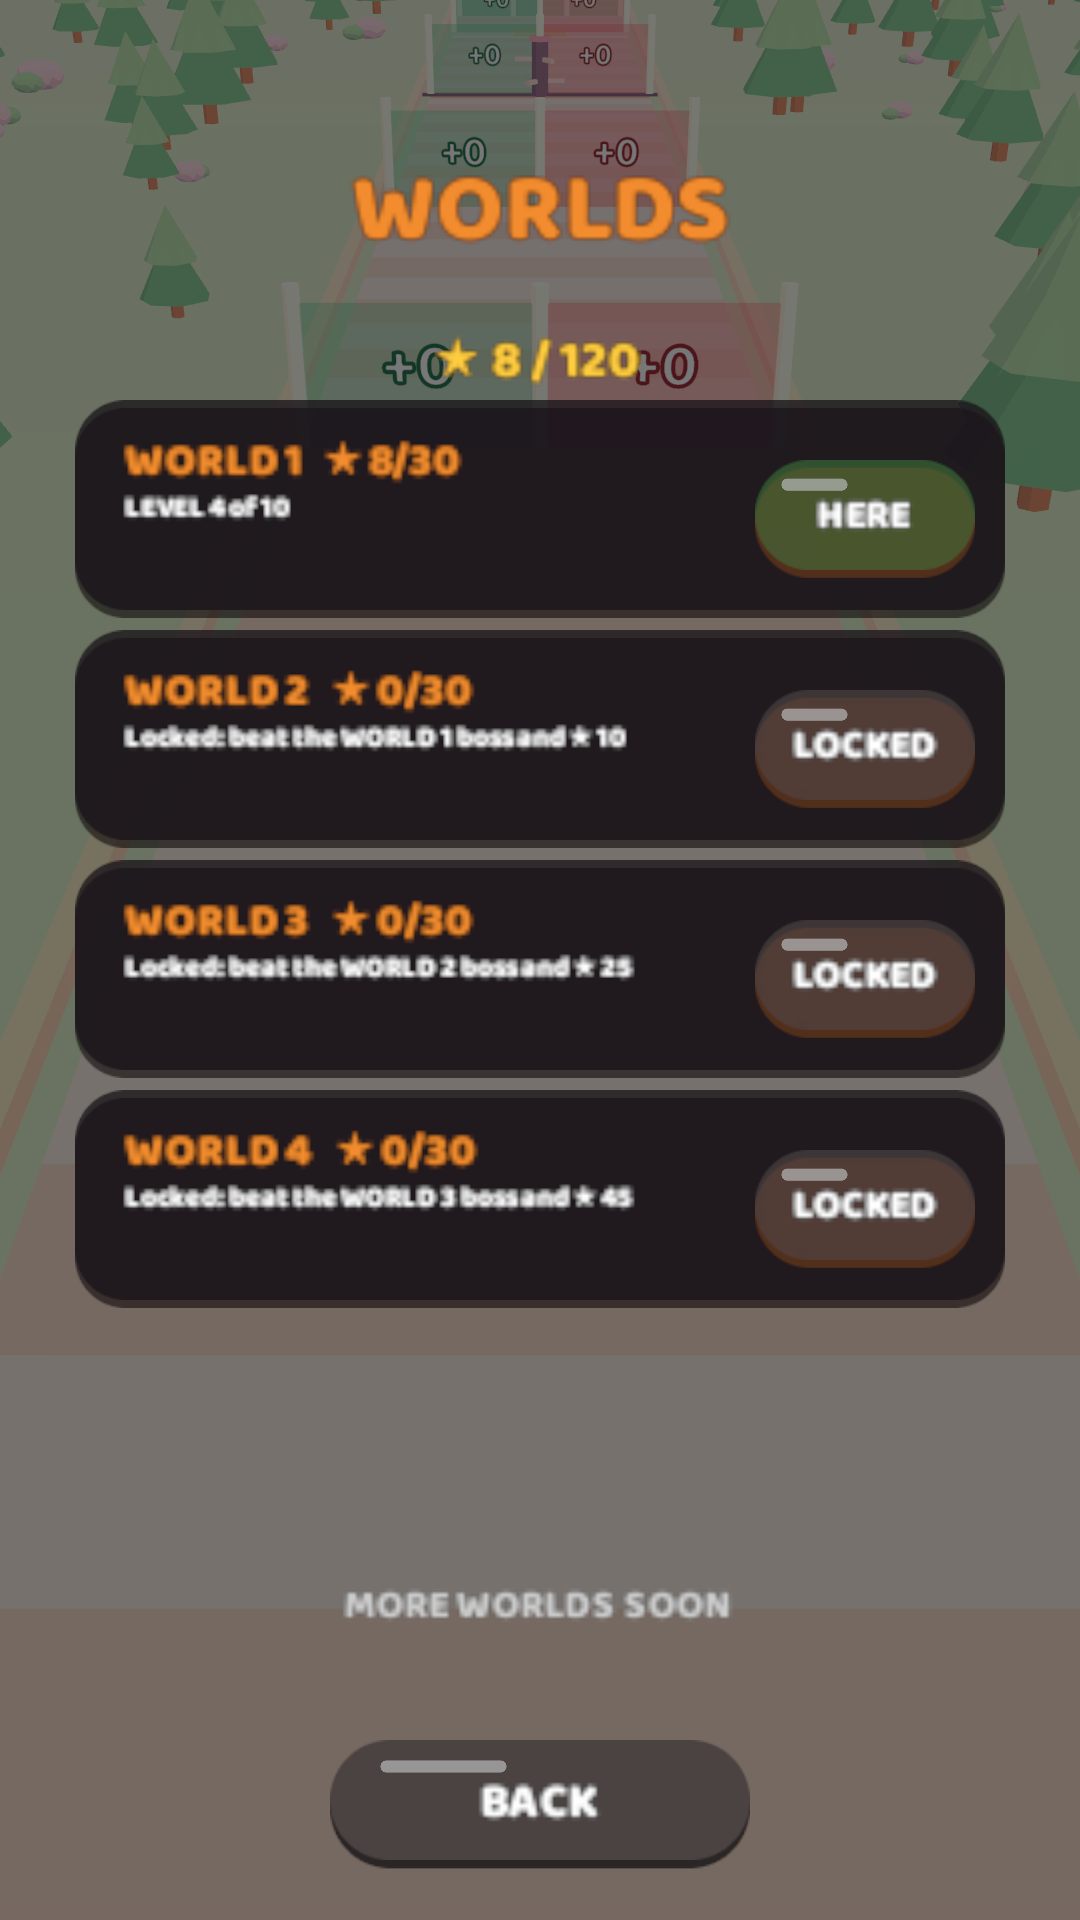 +0 +0
+0 +0
+0 +0
WORLDS
+0 ★ 8 / 120 +0
WORLD 1 ★ 8/30
LEVEL 4 of 10
HERE
WORLD 2 ★ 0/30
Locked: beat the WORLD 1 boss and ★ 10
LOCKED
WORLD 3 ★ 0/30
Locked: beat the WORLD 2 boss and ★ 25
LOCKED
WORLD 4 ★ 0/30
Locked: beat the WORLD 3 boss and ★ 45
LOCKED
MORE WORLDS SOON
BACK